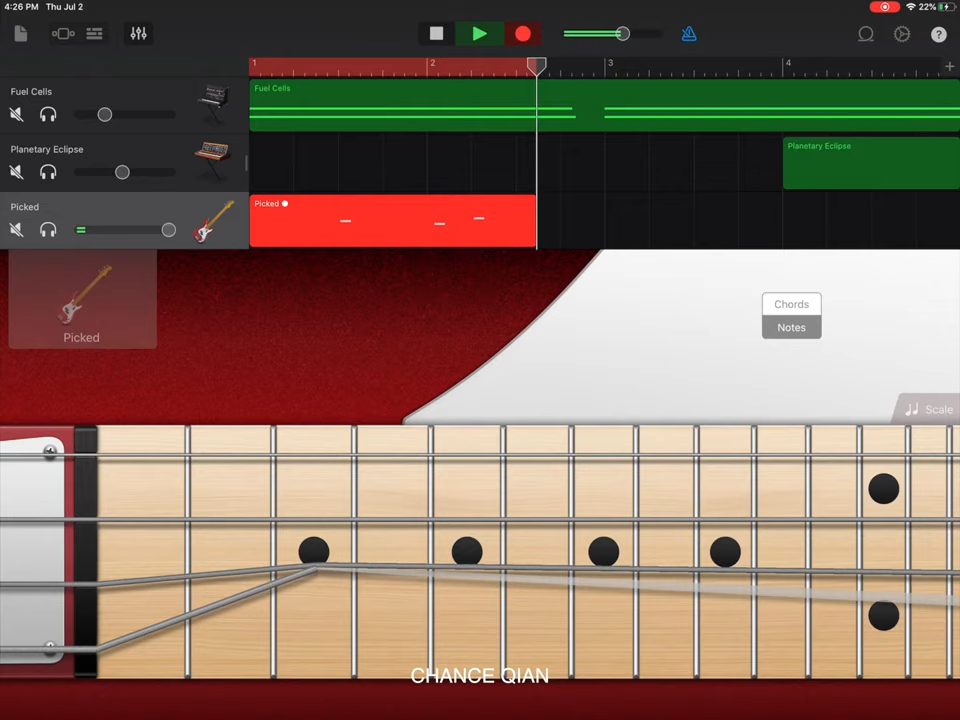 4:26 PM Thu Jul 2
22%
1
2
3
4
Fuel Cells
Fuel Cells
Planetary Eclipse
Planetary Eclipse
Picked
Picked
Picked
Chords
Notes
Scale
CHANCE QIAN